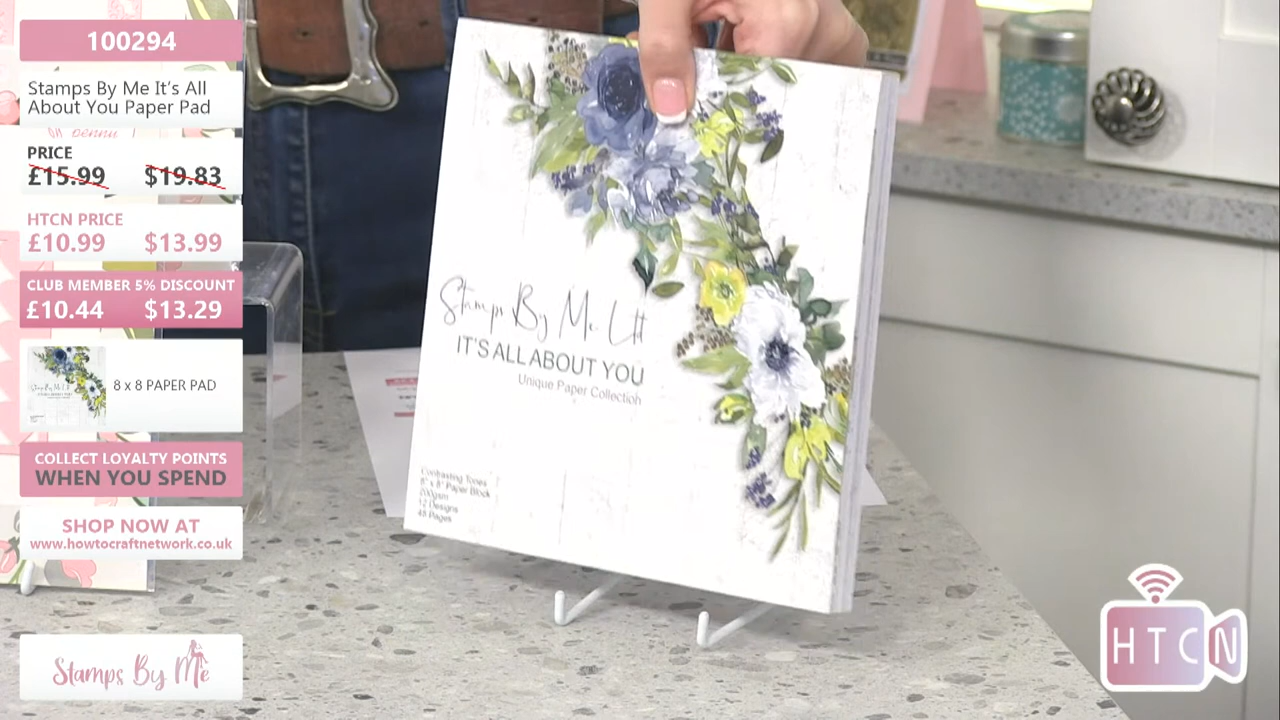 100294
Stamps By Me It's All
About You Paper Pad
PRICE
£15.99 $19.83
HTCN PRICE
£10.99 $13.99
CLUB MEMBER 5% DISCOUNT
£10.44 $13.29
8 x 8 PAPER PAD
COLLECT LOYALTY POINTS
WHEN YOU SPEND
SHOP NOW AT
www.howtocraftnetwork.co.uk
Stamps By Me
Stamps By Me Ltt
IT'S ALL ABOUT YOU
Unique Paper Collection
Contrasting Tones
8" x 8" Paper Block
200gsm
12 Designs
48 Pages
HTCN